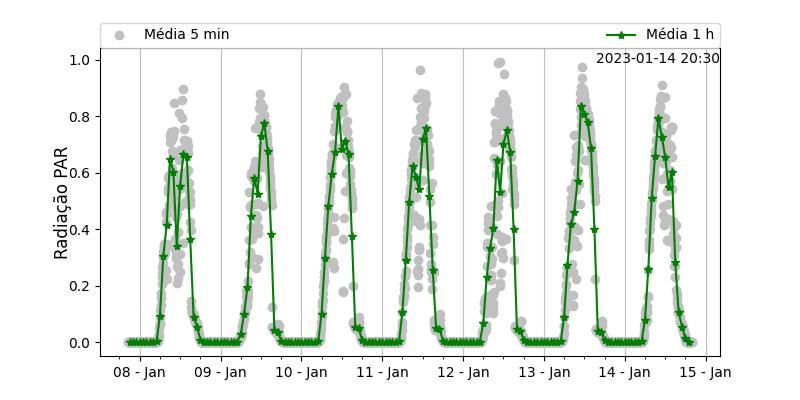 Média 5 min
Média 1 h
2023-01-14 20:30
1.0
0.8
0.6
0.4
0.2
0.0
Radiação PAR
08 - Jan
09 - Jan
10 - Jan
11 - Jan
12 - Jan
13 - Jan
14 - Jan
15 - Jan